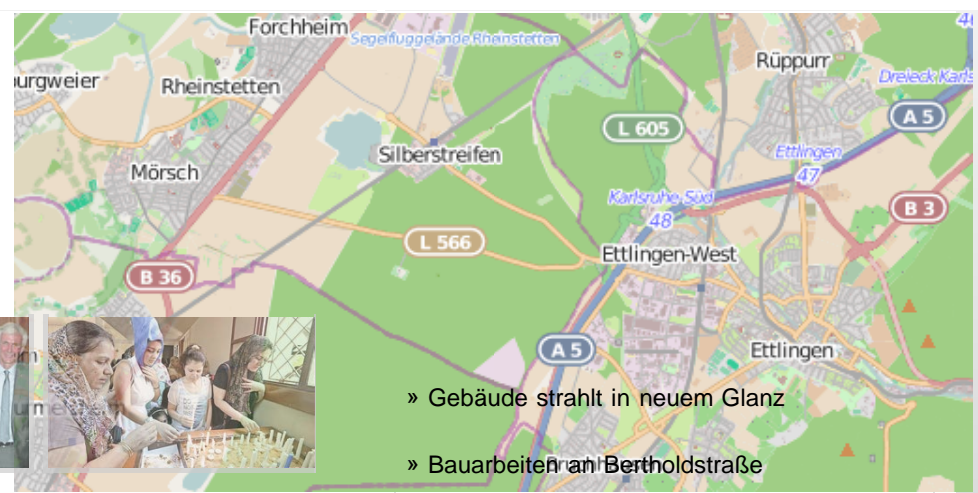 Forchheim
Segelfluggelände Rheinstetten
Rüppurr
urgweier
Rheinstetten
Dreieck Karls
A 5
L 605
Silberstreifen
Ettlingen
47
Mörsch
Karlsruhe Süd
48
B 3
L 566
Ettlingen-West
B 36
A 5
Ettlingen
» Gebäude strahlt in neuem Glanz
» Bauarbeiten an Bertholdstraße
Bruchhausen